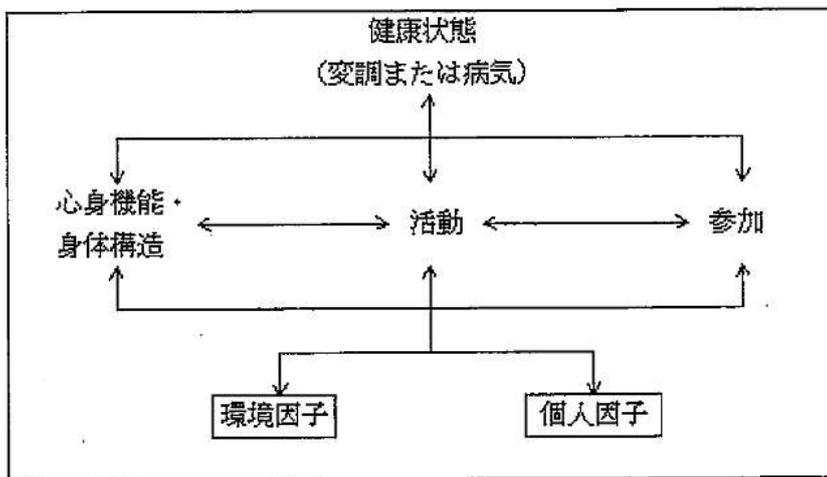 健康状態
(変調または病気)
心身機能・
身体構造
活動
参加
環境因子
個人因子